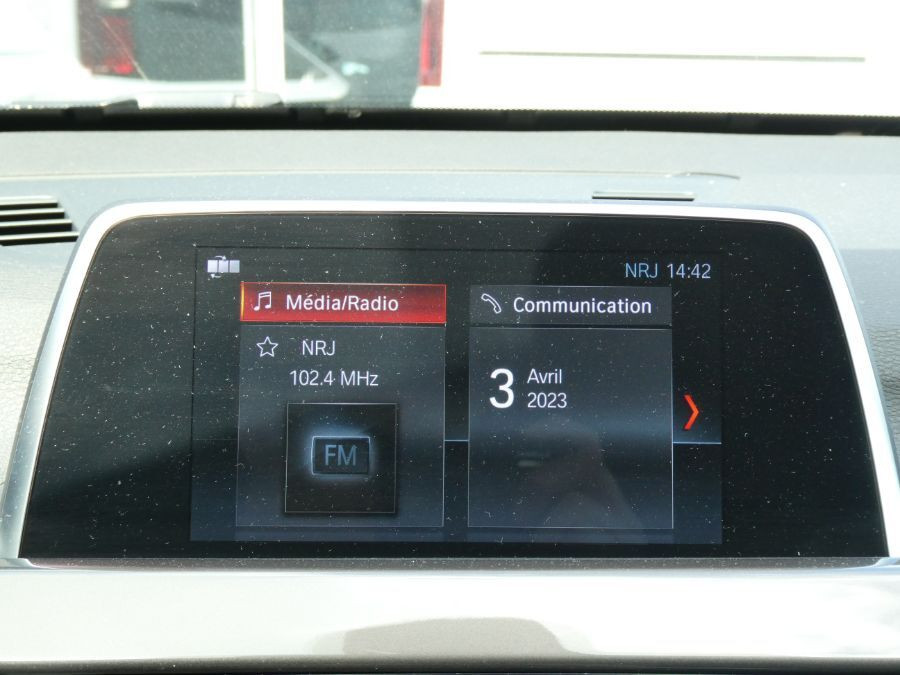 NRJ 14:42
Média/Radio
NRJ
102.4 MHz
FM
Communication
3 Avril
2023